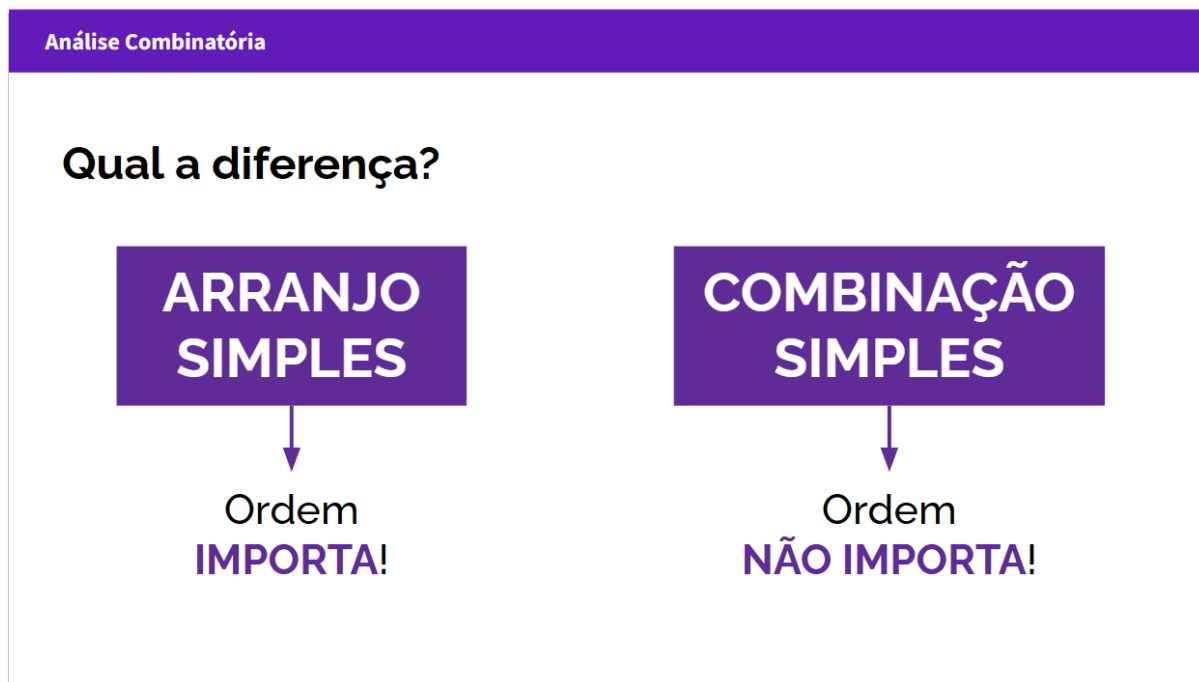 Análise Combinatória
Qual a diferença?
ARRANJO
SIMPLES
COMBINAÇÃO
SIMPLES
Ordem
IMPORTA!
Ordem
NÃO IMPORTA!